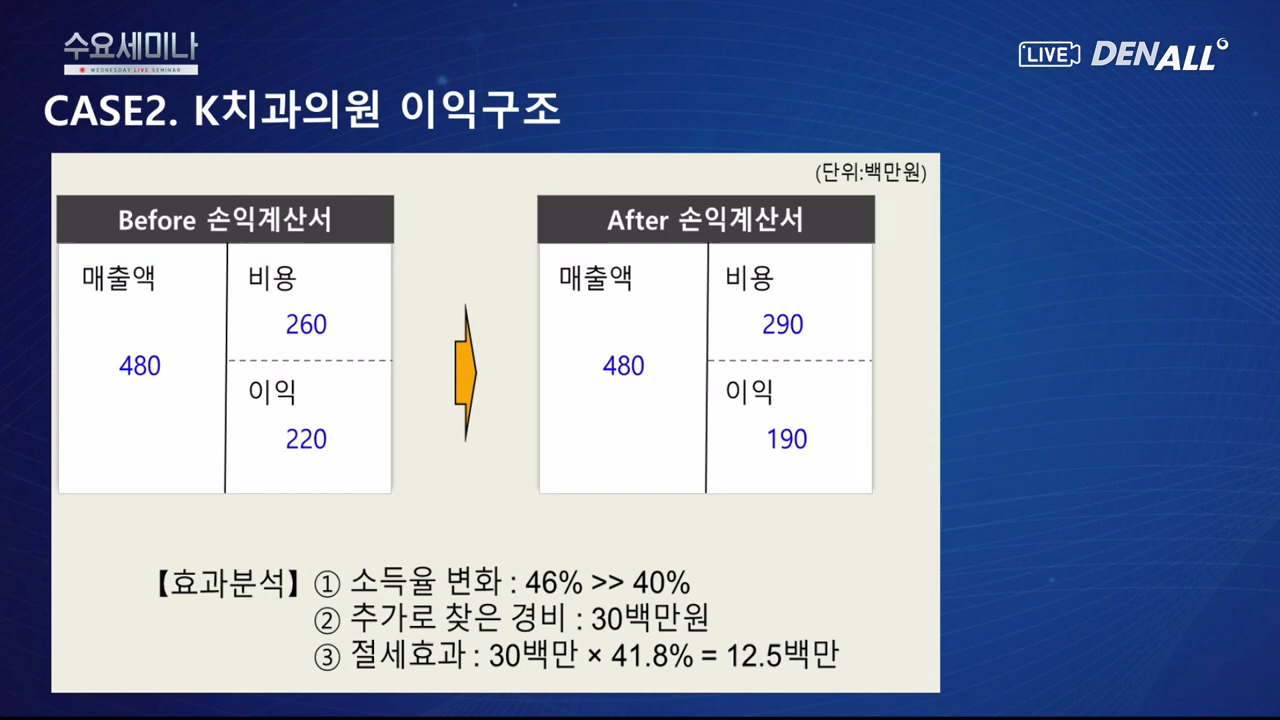 수요세미나
WEDNESDAY LIVE SEMINAR
LIVE DENALL
CASE2. K치과의원 이익구조
(단위:백만원)
Before 손익계산서
매출액
480
비용
260
이익
220
After 손익계산서
매출액
480
비용
290
이익
190
【효과분석】 ① 소득율 변화 : 46% >> 40%
② 추가로 찾은 경비 : 30백만원
③ 절세효과 : 30백만 × 41.8% = 12.5백만